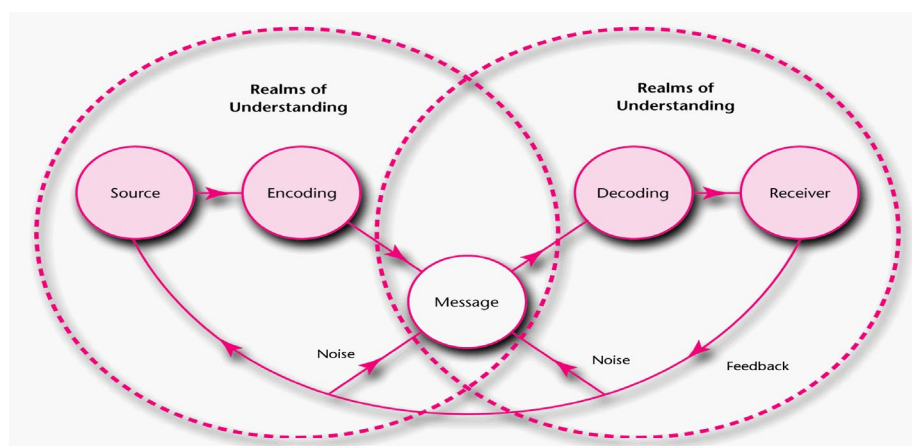 Realms of
Understanding
Realms of
Understanding
Source
Encoding
Decoding
Receiver
Message
Noise
Noise
Feedback